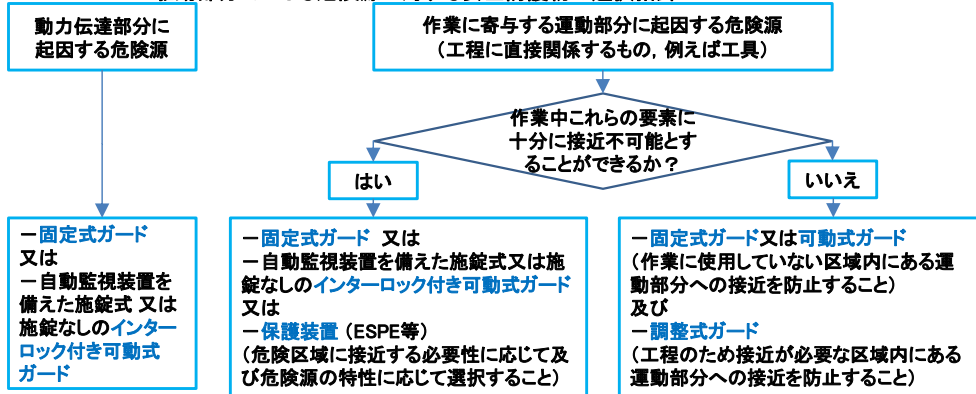 動力伝達部分に
起因する危険源
作業に寄与する運動部分に起因する危険源
（工程に直接関係するもの，例えば工具）
作業中これらの要素に
十分に接近不可能とす
ることができるか？
はい
いいえ
－固定式ガード
又は
－自動監視装置を
備えた施錠式 又は
施錠なしのインター
ロック付き可動式
ガード
－固定式ガード 又は
－自動監視装置を備えた施錠式又は施
錠なしのインターロック付き可動式ガード
又は
－保護装置 （ESPE等）
（危険区域に接近する必要性に応じて及
び危険源の特性に応じて選択すること）
－固定式ガード又は可動式ガード
（作業に使用していない区域内にある運
動部分への接近を防止すること）
及び
－調整式ガード
（工程のため接近が必要な区域内にある
運動部分への接近を防止すること）